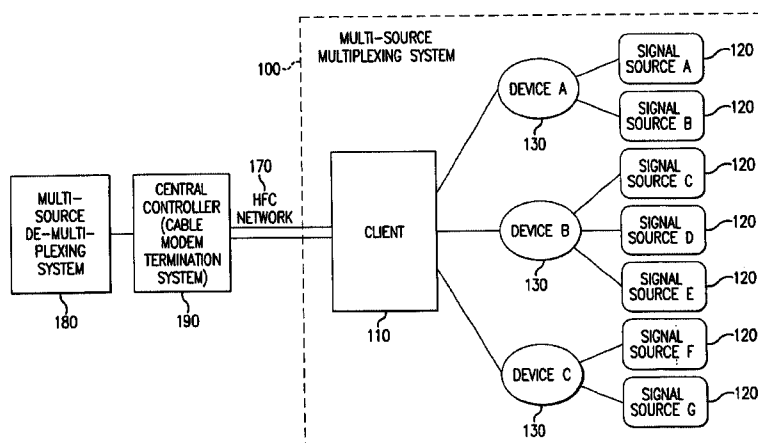 MULTI-SOURCE
MULTIPLEXING SYSTEM
100
DEVICE A
130
SIGNAL
SOURCE A
120
SIGNAL
SOURCE B
120
170
HFC
NETWORK
MULTI-
SOURCE
DE-MULTI-
PLEXING
SYSTEM
180
CENTRAL
CONTROLLER
(CABLE
MODEM
TERMINATION
SYSTEM)
190
CLIENT
110
DEVICE B
130
SIGNAL
SOURCE C
120
SIGNAL
SOURCE D
120
SIGNAL
SOURCE E
120
DEVICE C
130
SIGNAL
SOURCE F
120
SIGNAL
SOURCE G
120